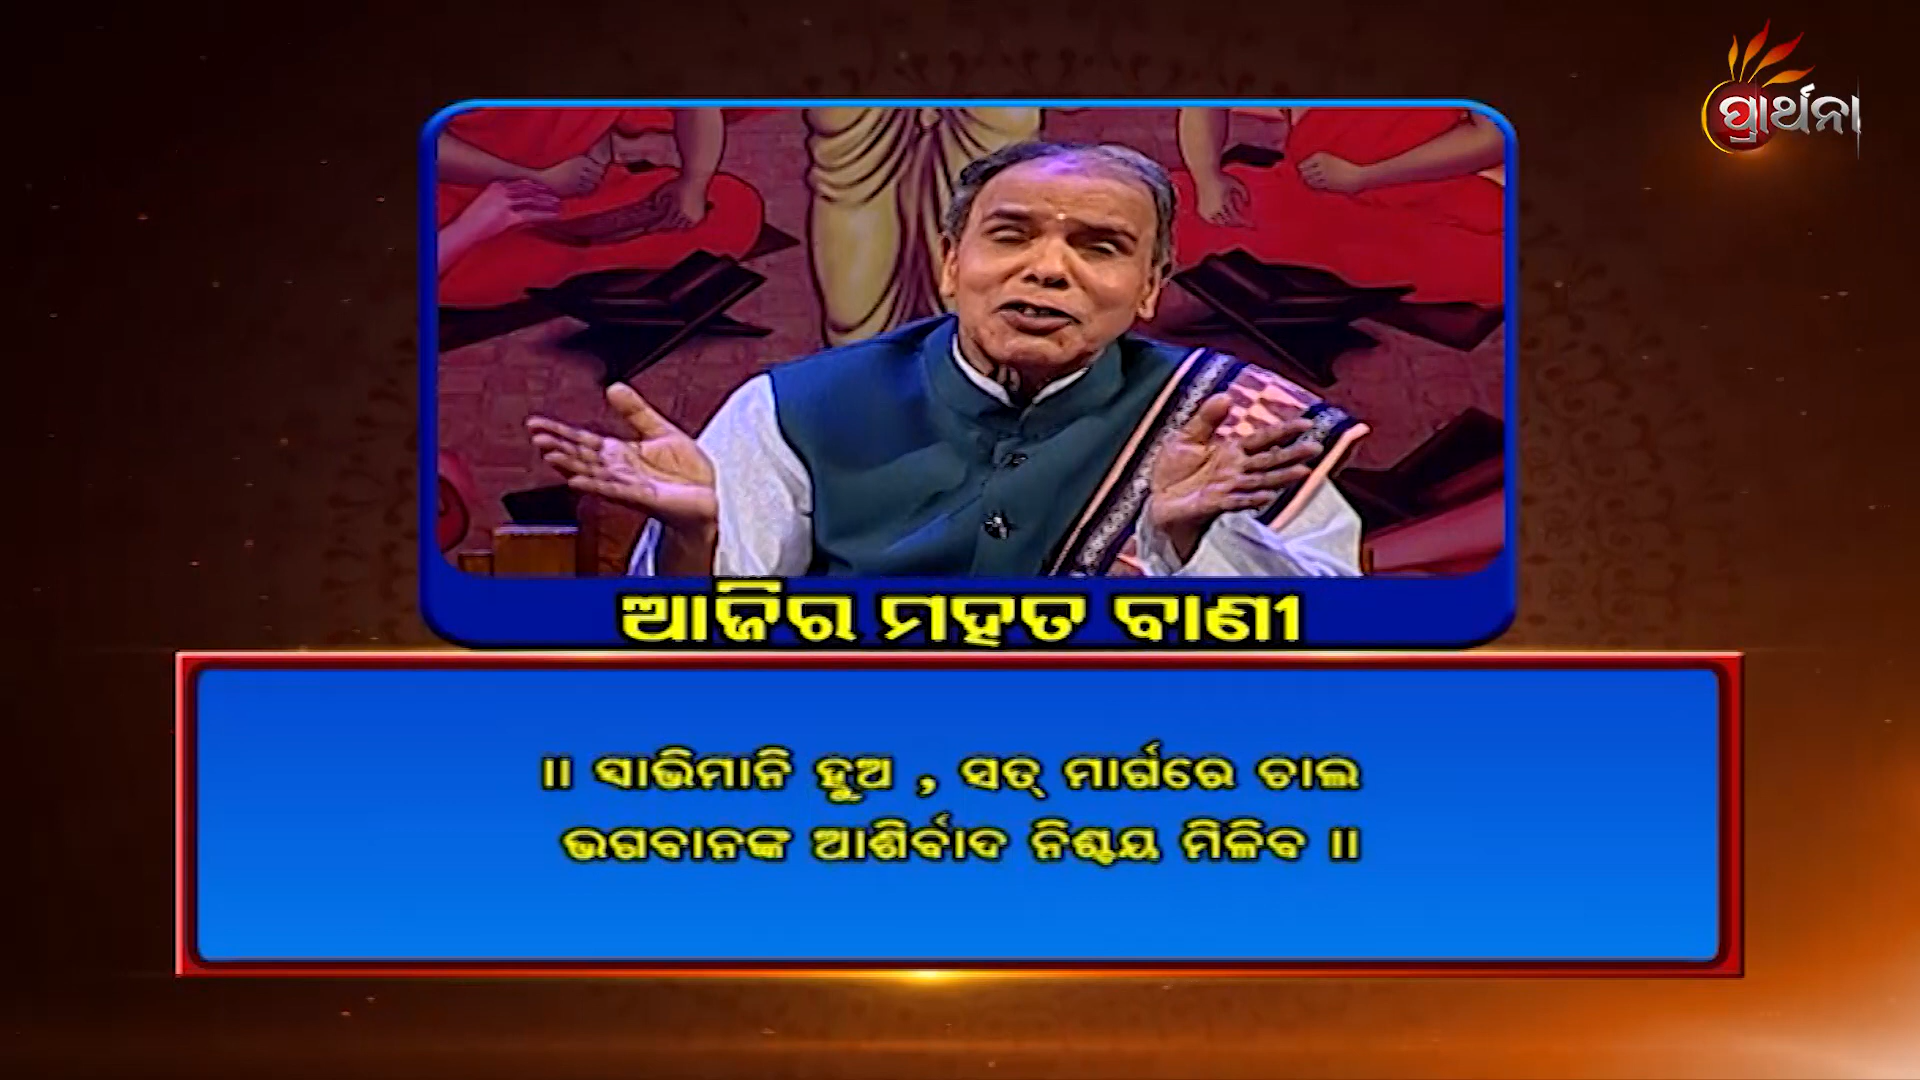 ପ୍ରାର୍ଥନା
ଆଜିର ମହତ ବାଣୀ
॥ ସାଭିମାନି ହୁଅ , ସତ୍ ମାର୍ଗରେ ଚାଲ
ଭଗବାନଙ୍କ ଆଶିର୍ବାଦ ନିଶ୍ଚୟ ମିଳିବ ॥